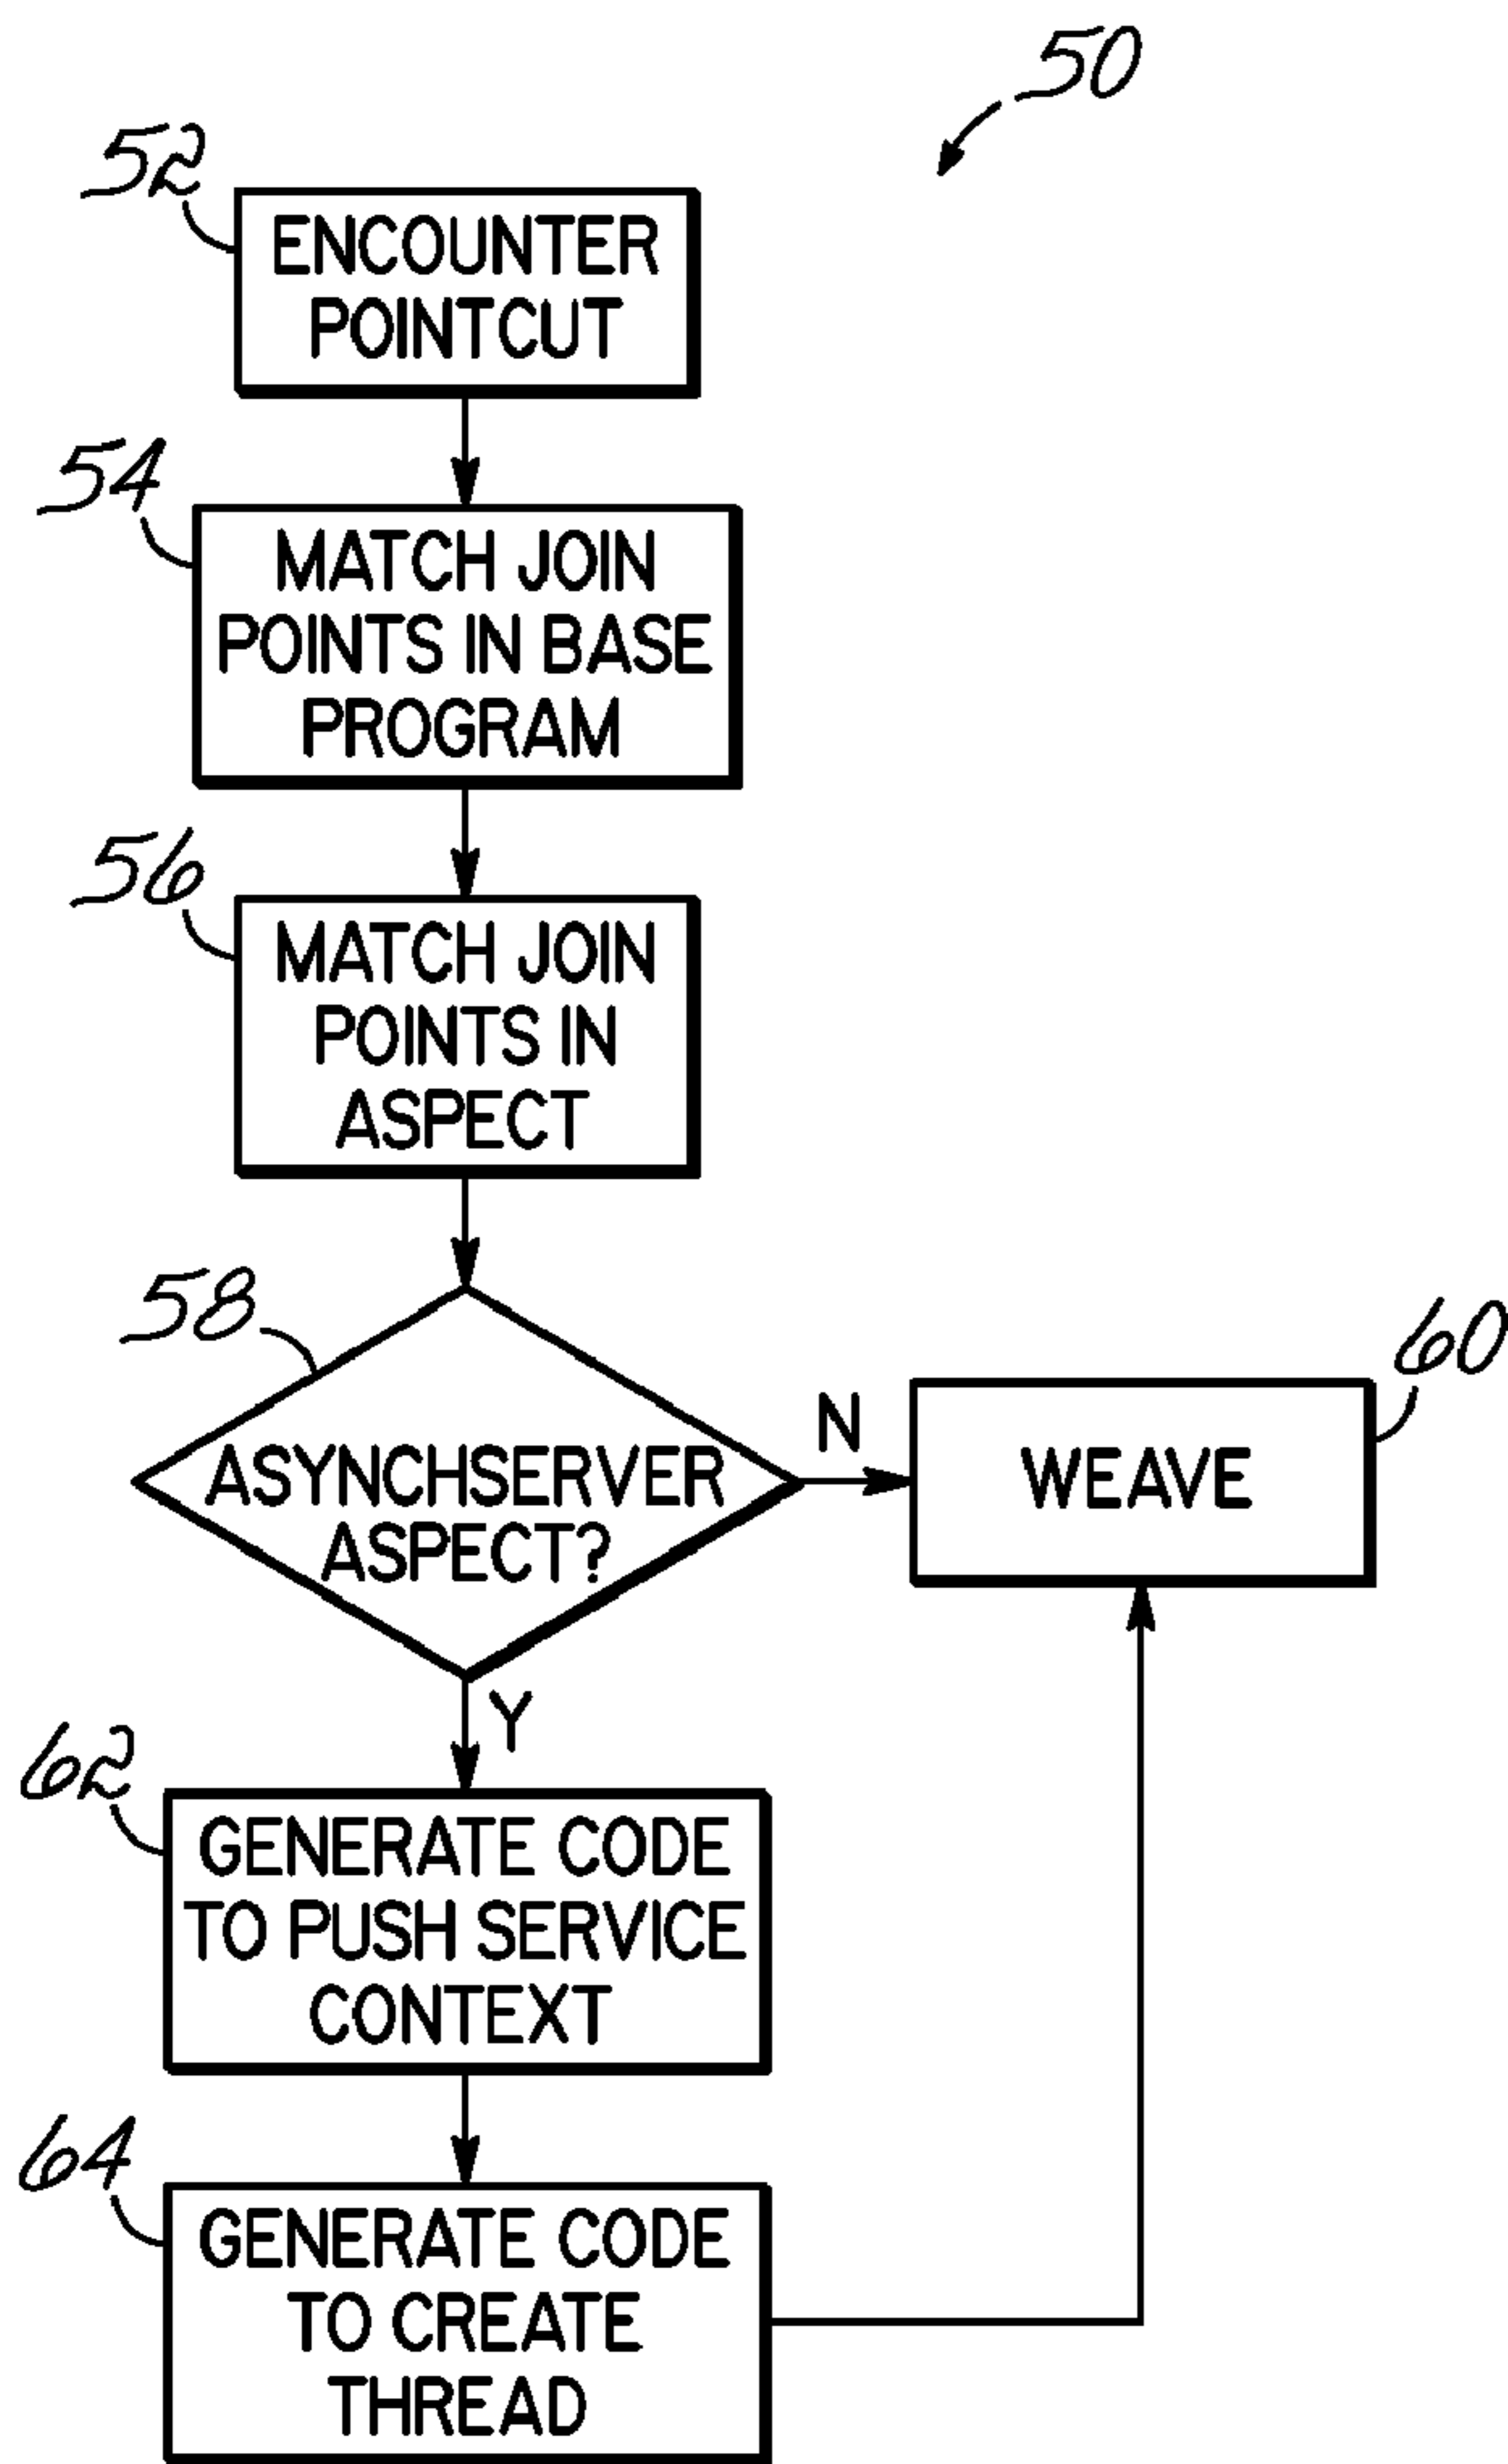 50
52
ENCOUNTER
POINTCUT
54
MATCH JOIN
POINTS IN BASE
PROGRAM
56
MATCH JOIN
POINTS IN
ASPECT
58
ASYNCHSERVER
ASPECT?
N
60
WEAVE
Y
62
GENERATE CODE
TO PUSH SERVICE
CONTEXT
64
GENERATE CODE
TO CREATE
THREAD